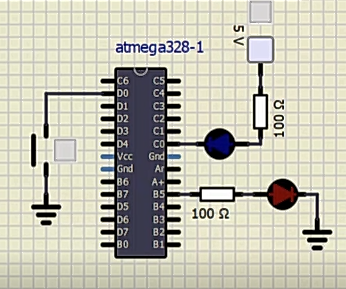 5 V
atmega328-1
100 Ω
C6 C5
D0 C4
D1 C3
D2 C2
D3 C1
D4 C0
Vcc Gnd
Gnd Ar
B6 A+
B7 B5
D5 B4
D6 B3
D7 B2
B0 B1
100 Ω